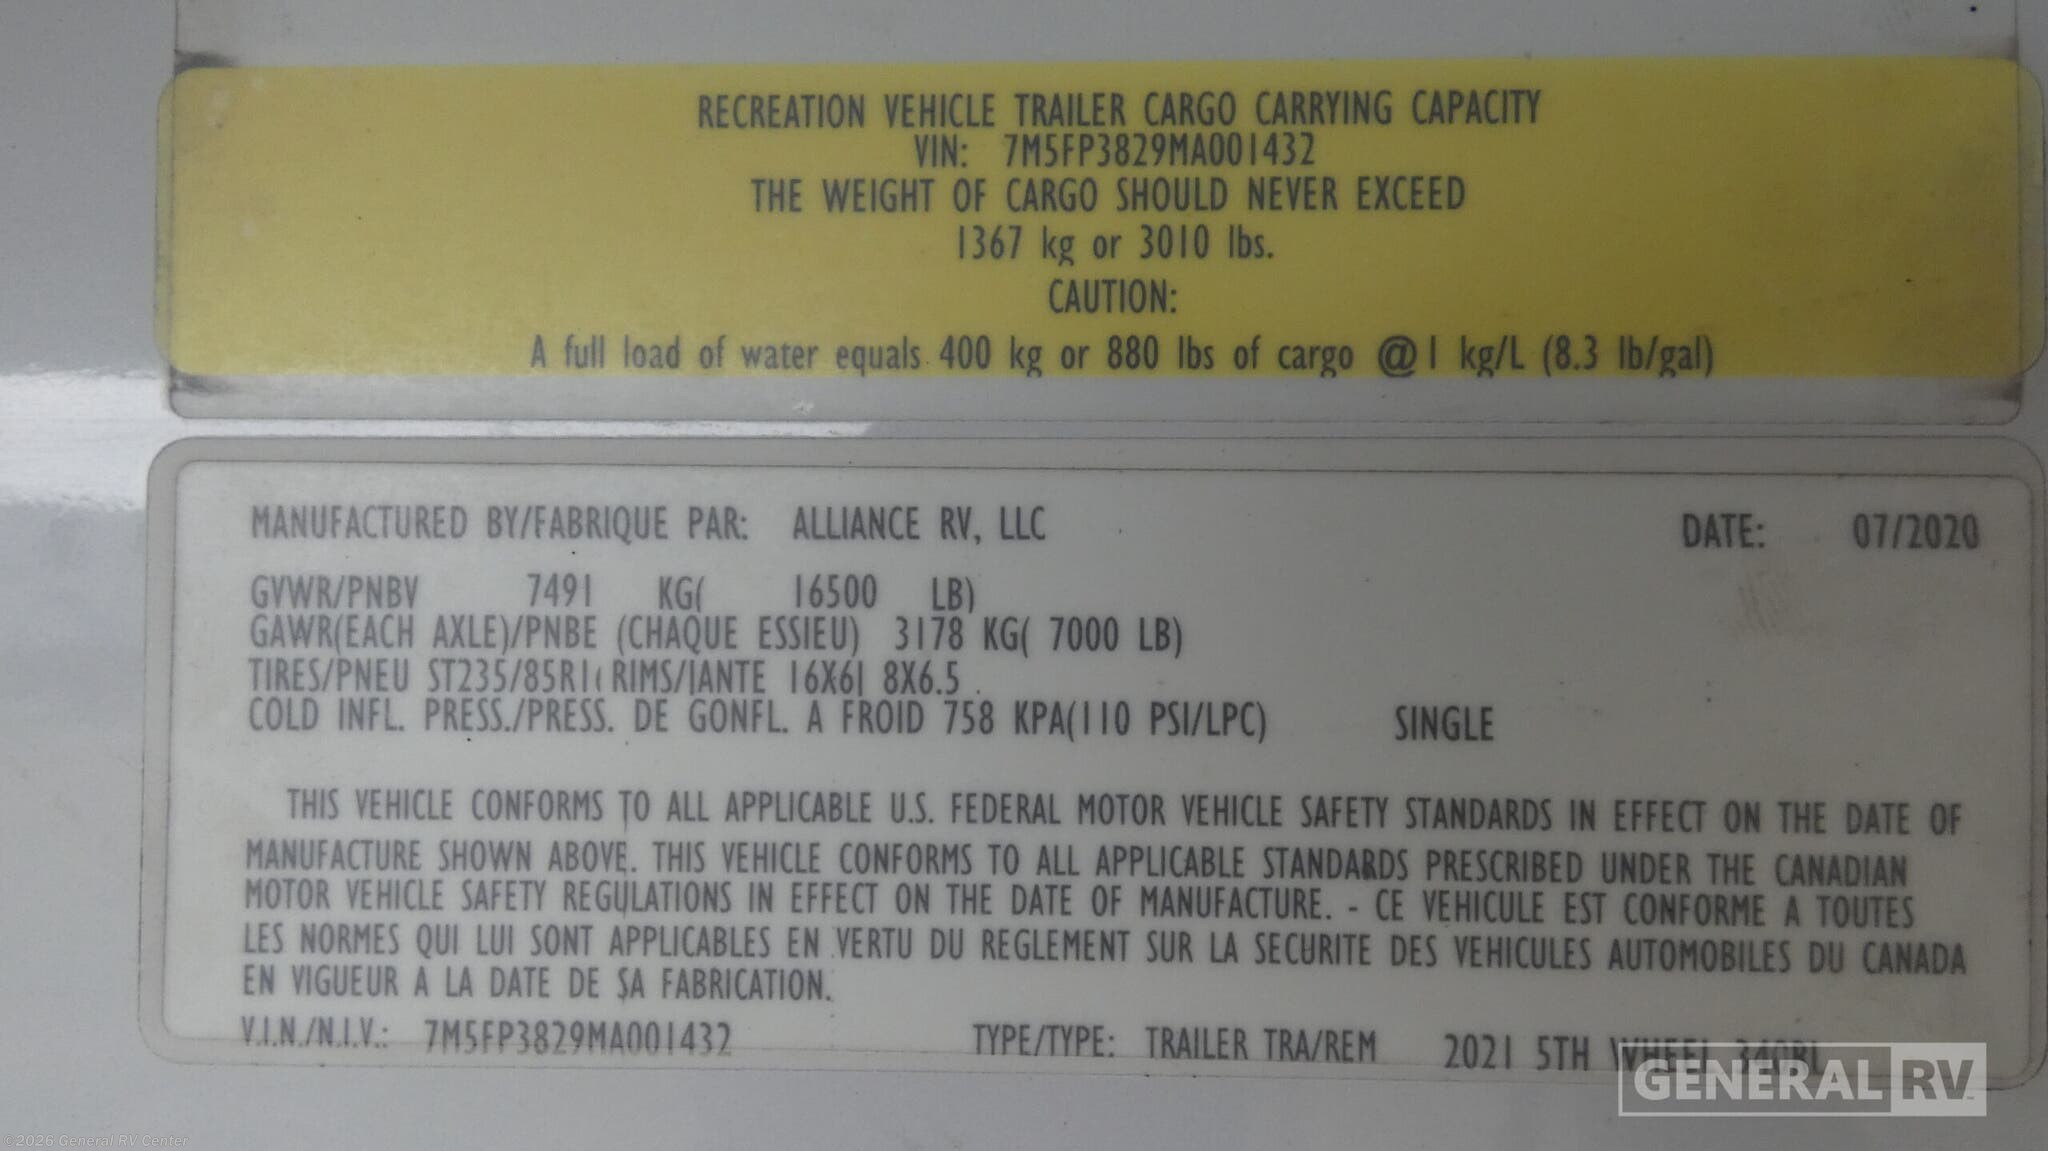 RECREATION VEHICLE TRAILER CARGO CARRYING CAPACITY
VIN: 7M5FP3829MA001432
THE WEIGHT OF CARGO SHOULD NEVER EXCEED
1367 kg or 3010 lbs.
CAUTION:
A full load of water equals 400 kg or 880 lbs of cargo @ 1 kg/L (8.3 lb/gal)
MANUFACTURED BY/FABRIQUE PAR: ALLIANCE RV, LLC DATE: 07/2020
GVWR/PNBV 7491 KG( 16500 LB)
GAWR(EACH AXLE)/PNBE (CHAQUE ESSIEU) 3178 KG( 7000 LB)
TIRES/PNEU RIMS/JANTE 8X6.5
COLD INFL. PRESS./PRESS. DE GONFL. A FROID 758 KPA(110 PSI/LPC) SINGLE
THIS VEHICLE CONFORMS TO ALL APPLICABLE U.S. FEDERAL MOTOR VEHICLE SAFETY STANDARDS IN EFFECT ON THE DATE OF
MANUFACTURE SHOWN ABOVE. THIS VEHICLE CONFORMS TO ALL APPLICABLE STANDARDS PRESCRIBED UNDER THE CANADIAN
MOTOR VEHICLE SAFETY REGULATIONS IN EFFECT ON THE DATE OF MANUFACTURE. - CE VEHICULE EST CONFORME A TOUTES
LES NORMES QUI LUI SONT APPLICABLES EN VERTU DU REGLEMENT SUR LA SECURITE DES VEHICULES AUTOMOBILES DU CANADA
EN VIGUEUR A LA DATE DE SA FABRICATION.
V.I.N./N.I.V.: 7M5FP3829MA001432 TYPE/TYPE: TRAILER TRA/REM 2021 5TH WHEEL
GENERAL RV
©2026 General RV Center